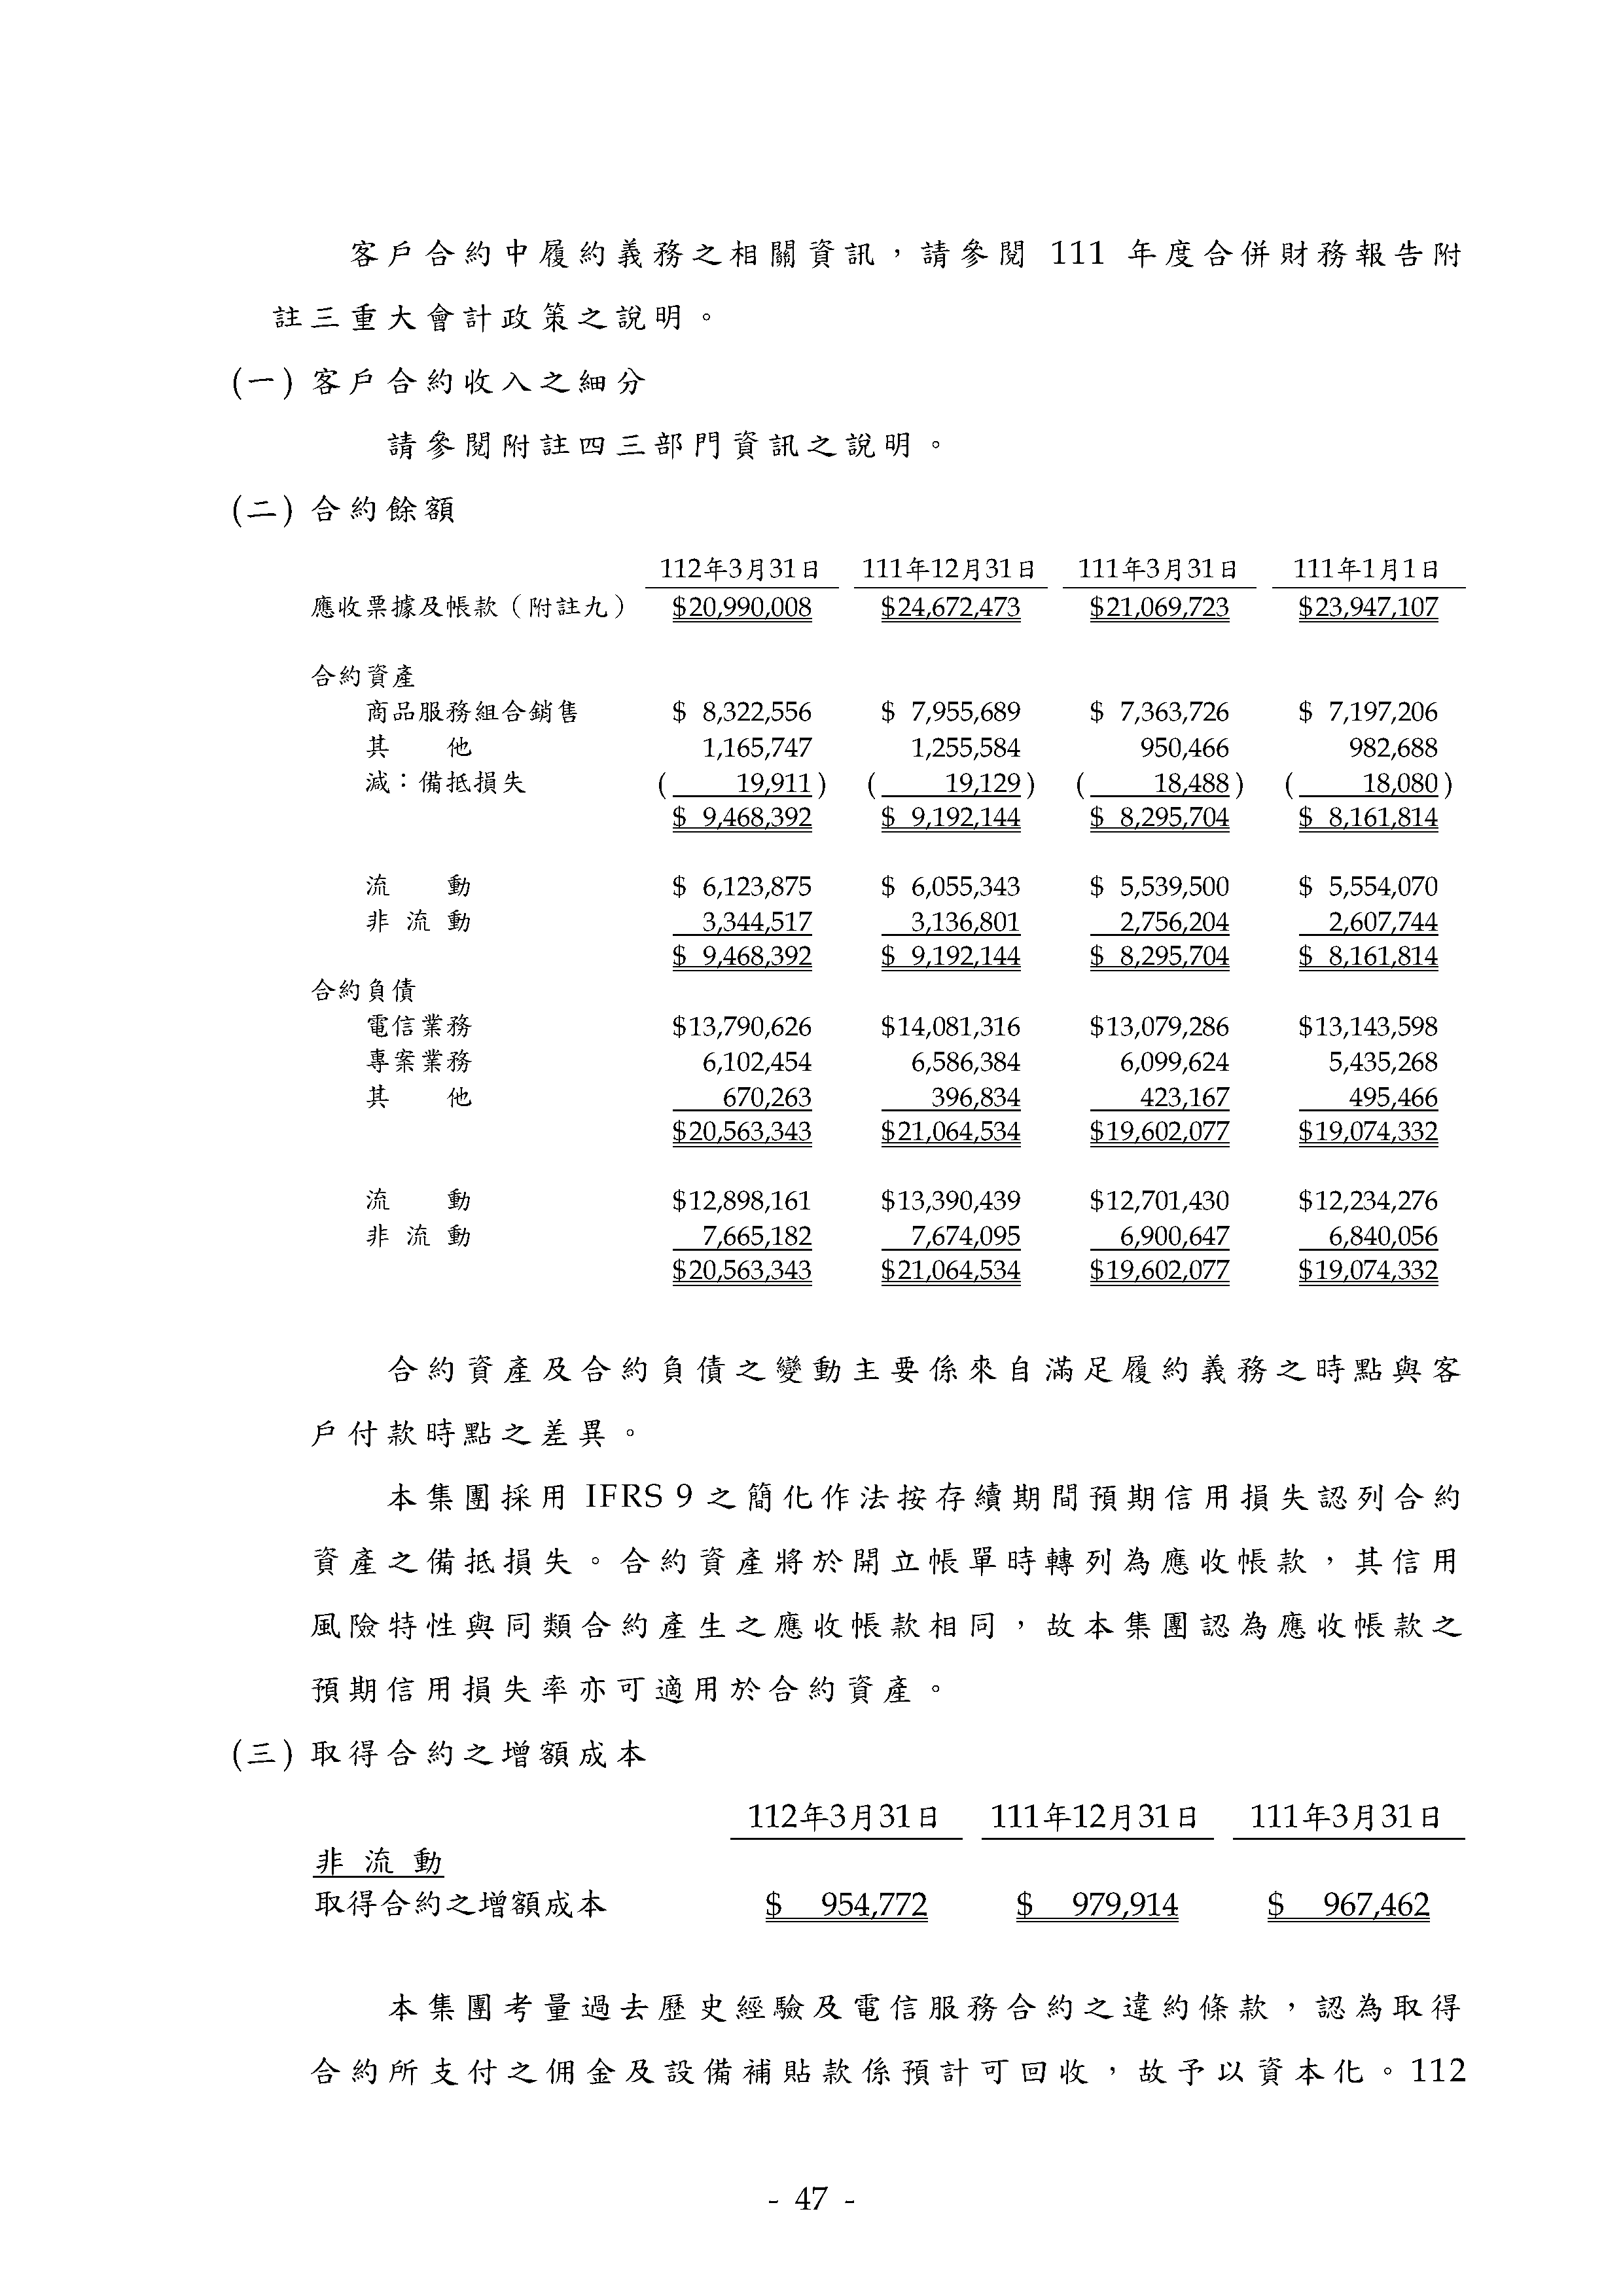 客戶合約中履約義務之相關資訊，請參閱 111 年度合併財務報告附
註三重大會計政策之說明。
(一) 客戶合約收入之細分
請參閱附註四三部門資訊之說明。
(二) 合約餘額
112年3月31日 111年12月31日 111年3月31日 111年1月1日
應收票據及帳款（附註九） $20,990,008 $24,672,473 $21,069,723 $23,947,107
合約資產
商品服務組合銷售 $ 8,322,556 $ 7,955,689 $ 7,363,726 $ 7,197,206
其 他 1,165,747 1,255,584 950,466 982,688
減：備抵損失 ( 19,911) ( 19,129) ( 18,488) ( 18,080)
$ 9,468,392 $ 9,192,144 $ 8,295,704 $ 8,161,814
流 動 $ 6,123,875 $ 6,055,343 $ 5,539,500 $ 5,554,070
非 流 動 3,344,517 3,136,801 2,756,204 2,607,744
$ 9,468,392 $ 9,192,144 $ 8,295,704 $ 8,161,814
合約負債
電信業務 $13,790,626 $14,081,316 $13,079,286 $13,143,598
專案業務 6,102,454 6,586,384 6,099,624 5,435,268
其 他 670,263 396,834 423,167 495,466
$20,563,343 $21,064,534 $19,602,077 $19,074,332
流 動 $12,898,161 $13,390,439 $12,701,430 $12,234,276
非 流 動 7,665,182 7,674,095 6,900,647 6,840,056
$20,563,343 $21,064,534 $19,602,077 $19,074,332
合約資產及合約負債之變動主要係來自滿足履約義務之時點與客
戶付款時點之差異。
本集團採用 IFRS 9 之簡化作法按存續期間預期信用損失認列合約
資產之備抵損失。合約資產將於開立帳單時轉列為應收帳款，其信用
風險特性與同類合約產生之應收帳款相同，故本集團認為應收帳款之
預期信用損失率亦可適用於合約資產。
(三) 取得合約之增額成本
112年3月31日 111年12月31日 111年3月31日
非 流 動
取得合約之增額成本 $ 954,772 $ 979,914 $ 967,462
本集團考量過去歷史經驗及電信服務合約之違約條款，認為取得
合約所支付之佣金及設備補貼款係預計可回收，故予以資本化。112
- 47 -